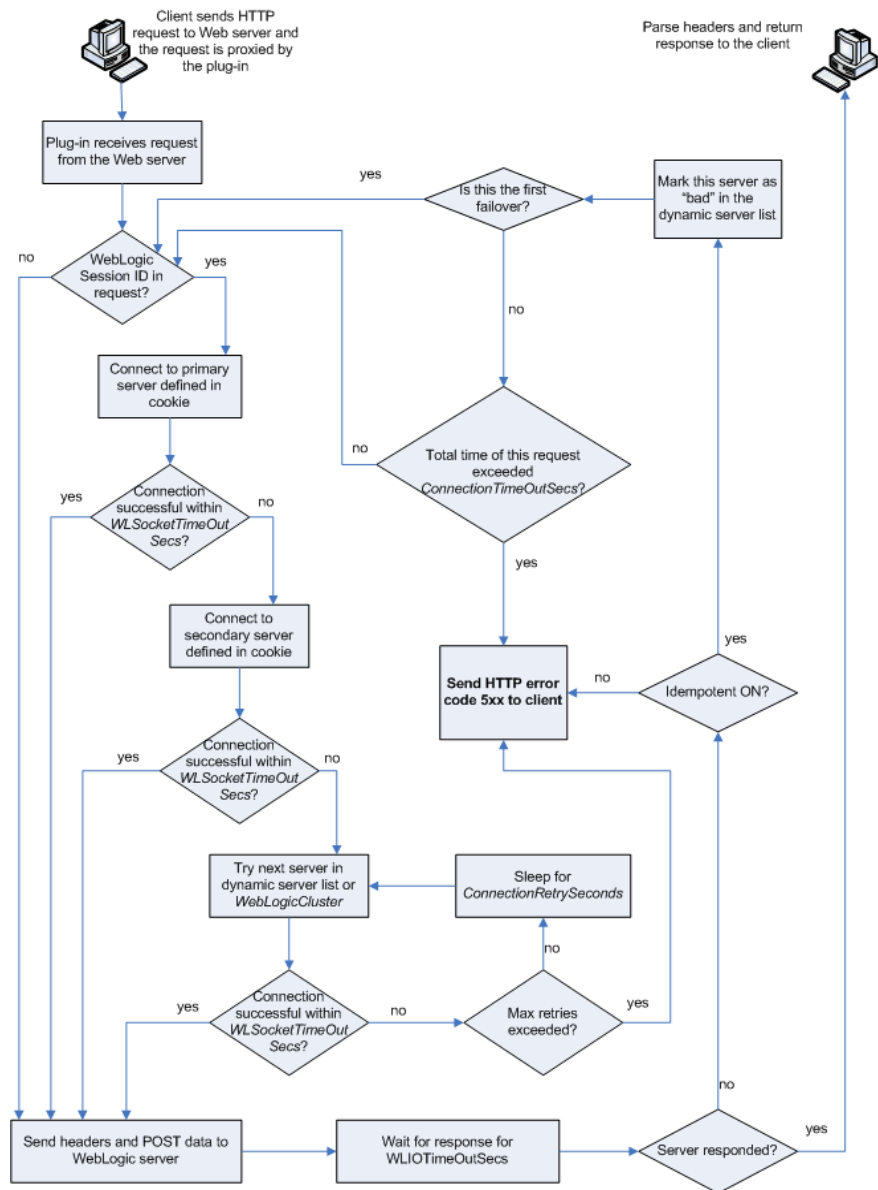 Client sends HTTP
request to Web server and
the request is proxied by
the plug-in
Parse headers and return
response to the client
Plug-in receives request
from the Web server
yes
Is this the first
failover?
Mark this server as
“bad” in the
dynamic server list
no
WebLogic
Session ID in
request?
yes
no
Connect to primary
server defined in
cookie
no
Total time of this request
exceeded
ConnectionTimeOutSecs?
yes
Connection
successful within
WLSocketTimeOut
Secs?
no
yes
Connect to
secondary server
defined in cookie
yes
Send HTTP error
code 5xx to client
no
Idempotent ON?
yes
Connection
successful within
WLSocketTimeOut
Secs?
no
Try next server in
dynamic server list or
WebLogicCluster
Sleep for
ConnectionRetrySeconds
no
yes
Connection
successful within
WLSocketTimeOut
Secs?
no
Max retries
exceeded?
yes
no
Send headers and POST data to
WebLogic server
Wait for response for
WLIOTimeOutSecs
Server responded?
yes